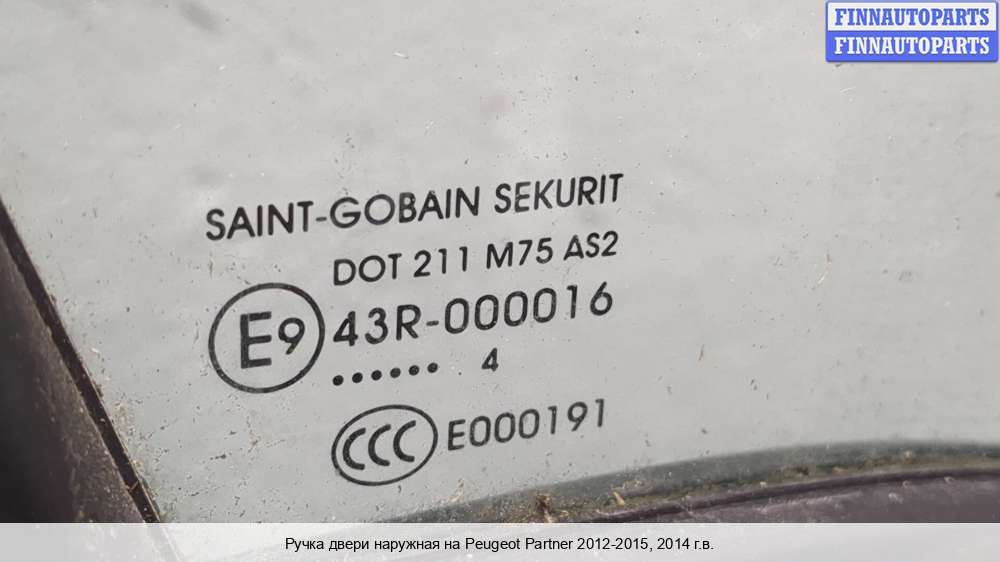 FINNAUTOPARTS
FINNAUTOPARTS
SAINT-GOBAIN SEKURIT
DOT 211 M75 AS2
E9 43R-000016
...... 4
CCC E000191
Ручка двери наружная на Peugeot Partner 2012-2015, 2014 г.в.